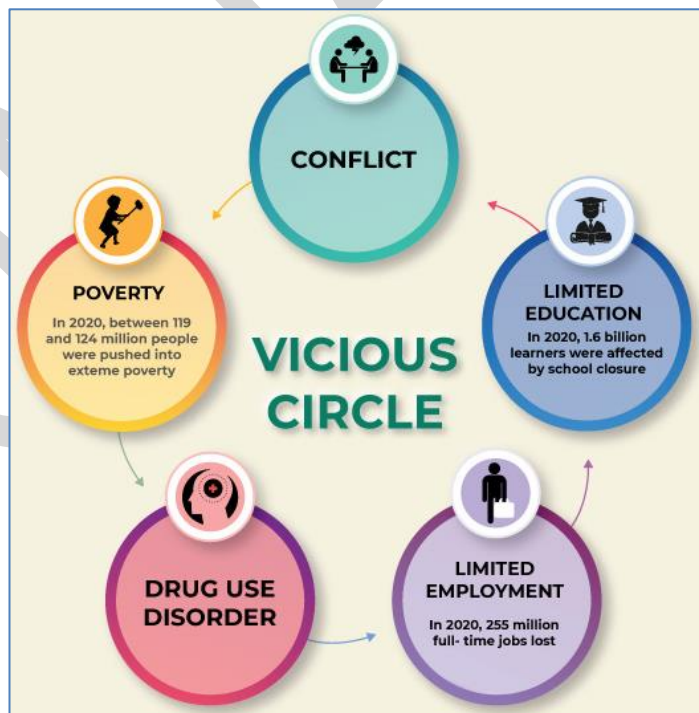 CONFLICT
POVERTY
In 2020, between 119
and 124 million people
were pushed into
exteme poverty
LIMITED
EDUCATION
In 2020, 1.6 billion
learners were affected
by school closure
VICIOUS
CIRCLE
DRUG USE
DISORDER
LIMITED
EMPLOYMENT
In 2020, 255 million
full- time jobs lost